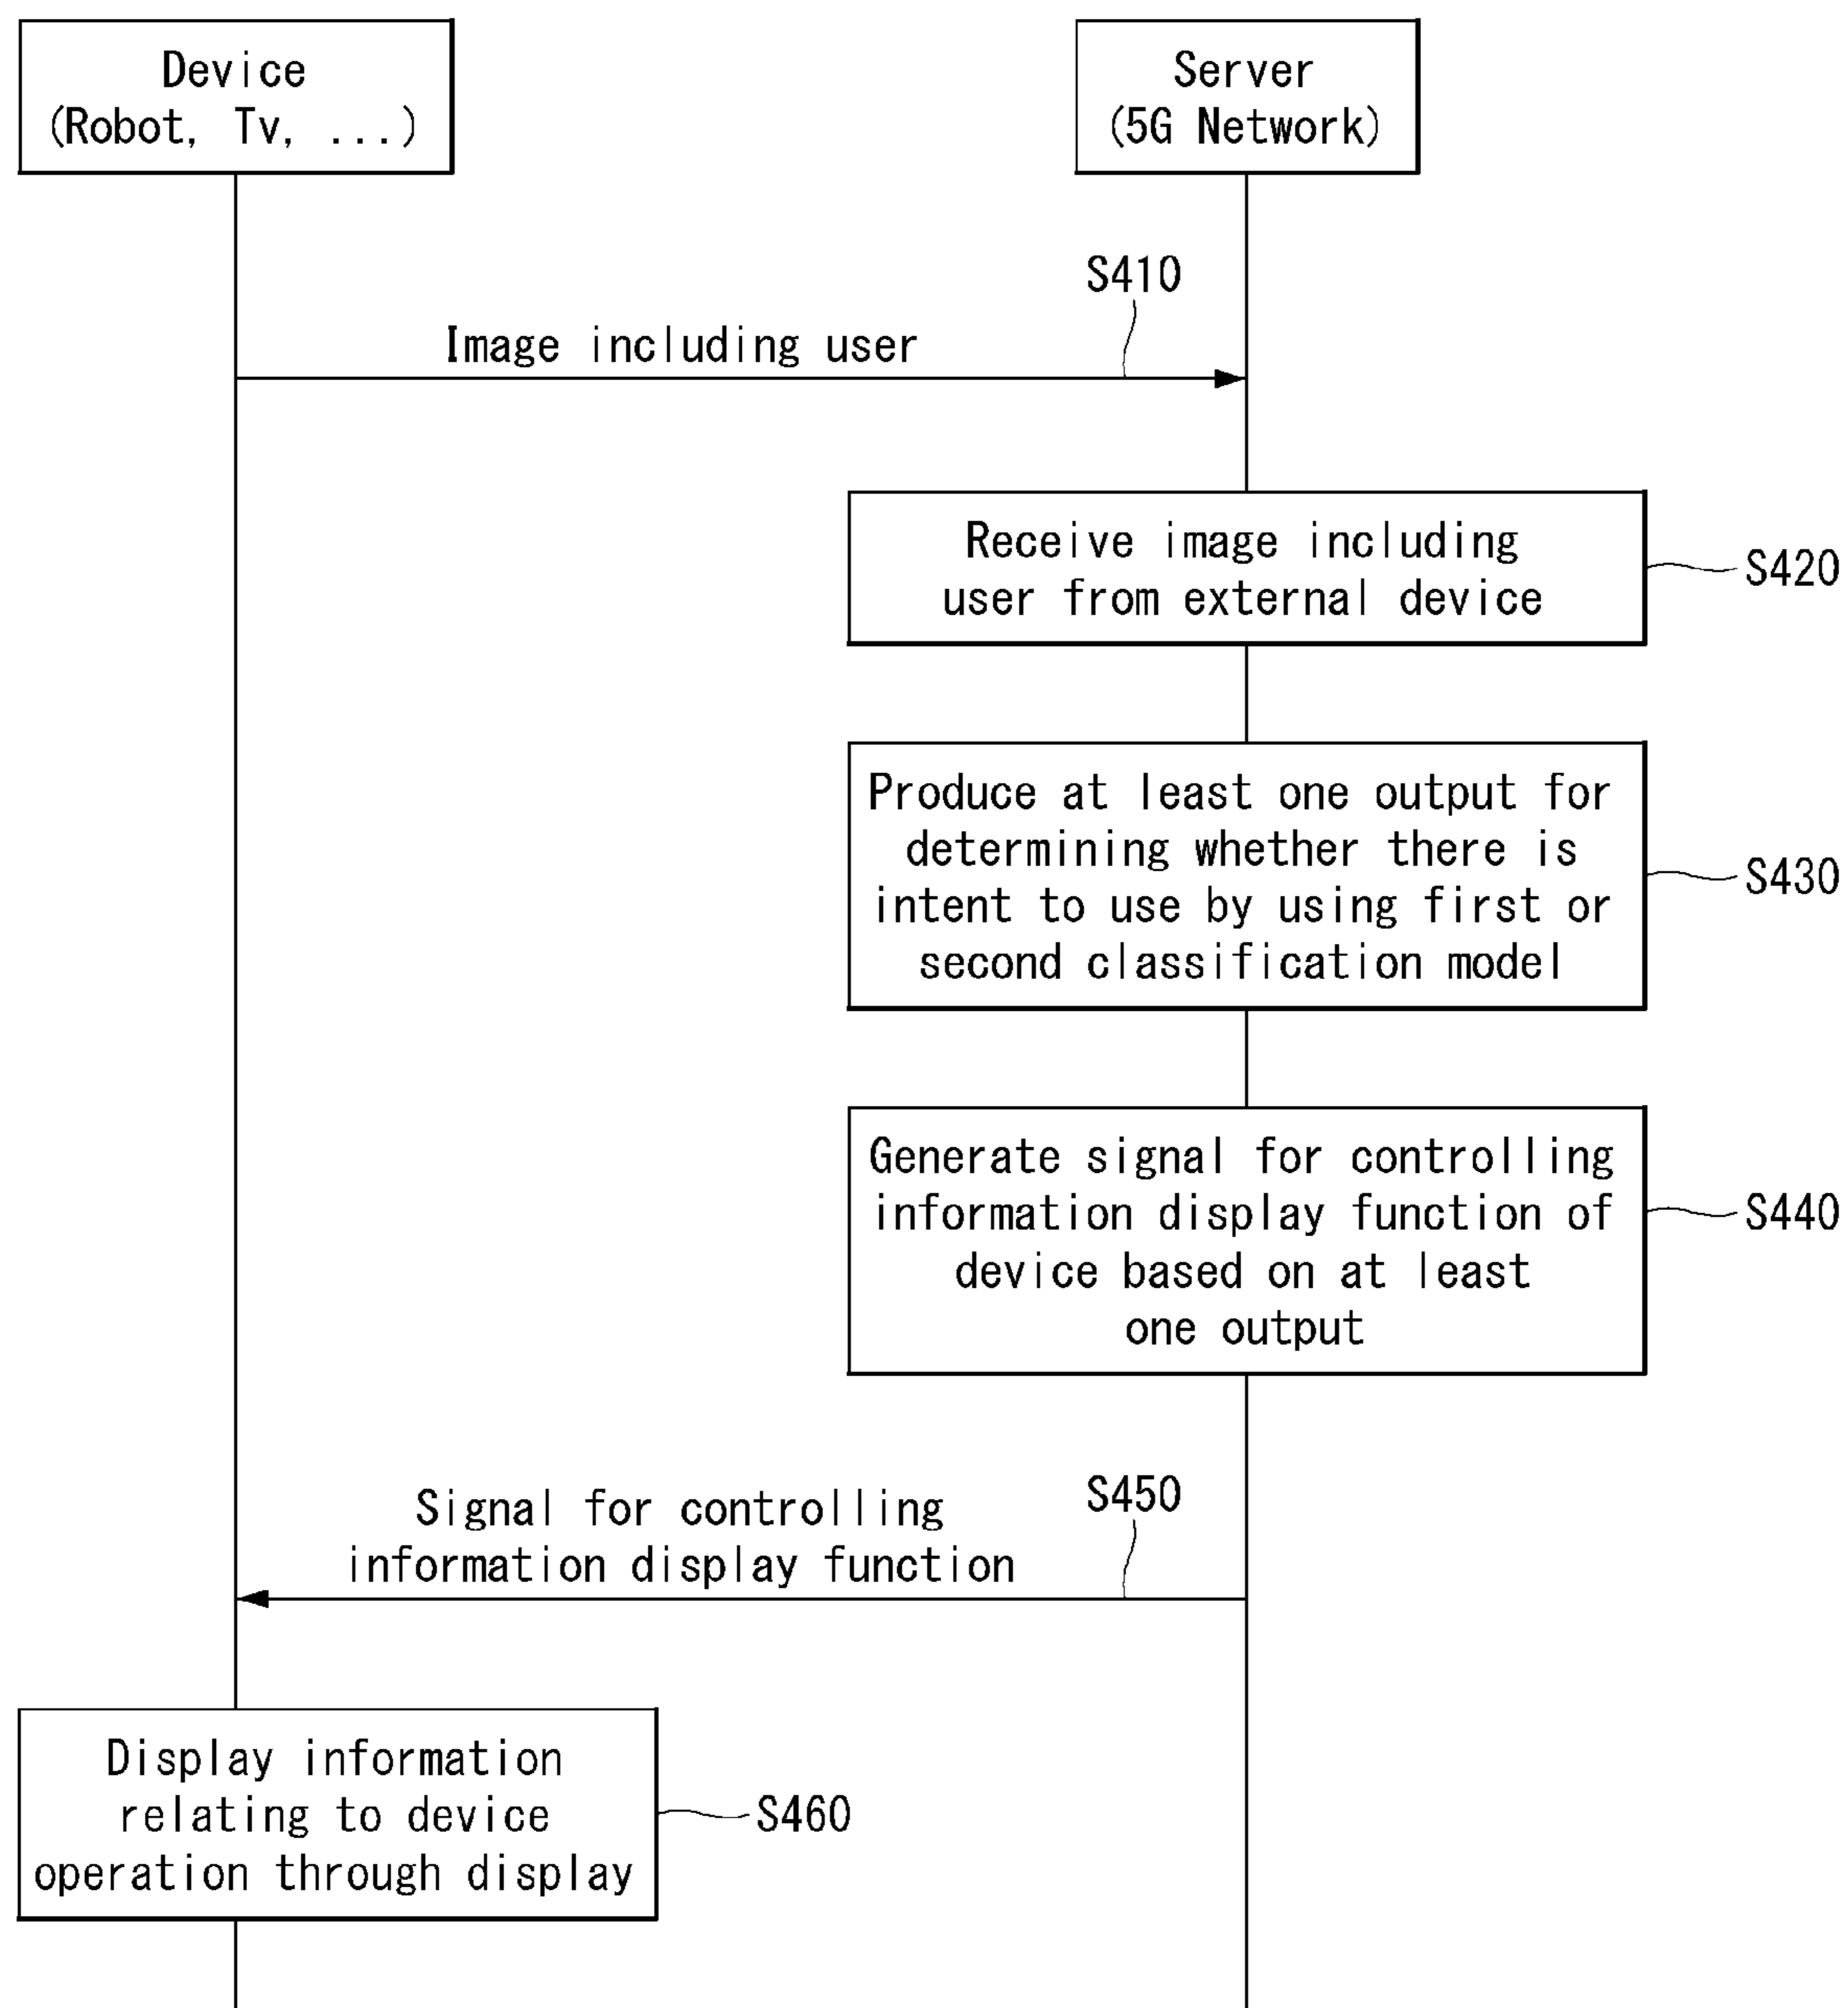 Device
(Robot, Tv, ...)
Server
(5G Network)
S410
Image including user
Receive image including
user from external device
S420
Produce at least one output for
determining whether there is
intent to use by using first or
second classification model
S430
Generate signal for controlling
information display function of
device based on at least
one output
S440
S450
Signal for controlling
information display function
Display information
relating to device
operation through display
S460